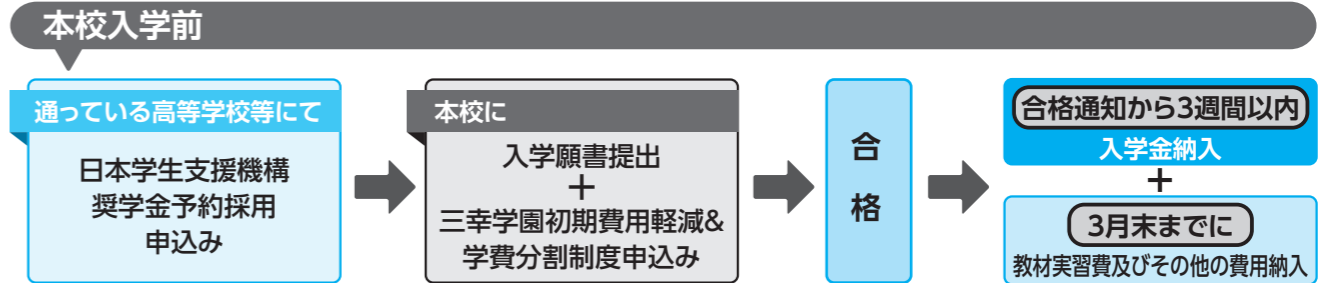 本校入学前
通っている高等学校等にて
日本学生支援機構
奨学金予約採用
申込み
本校に
入学願書提出
+
三幸学園初期費用軽減&
学費分割制度申込み
合
格
合格通知から3週間以内
入学金納入
+
3月末までに
教材実習費及びその他の費用納入